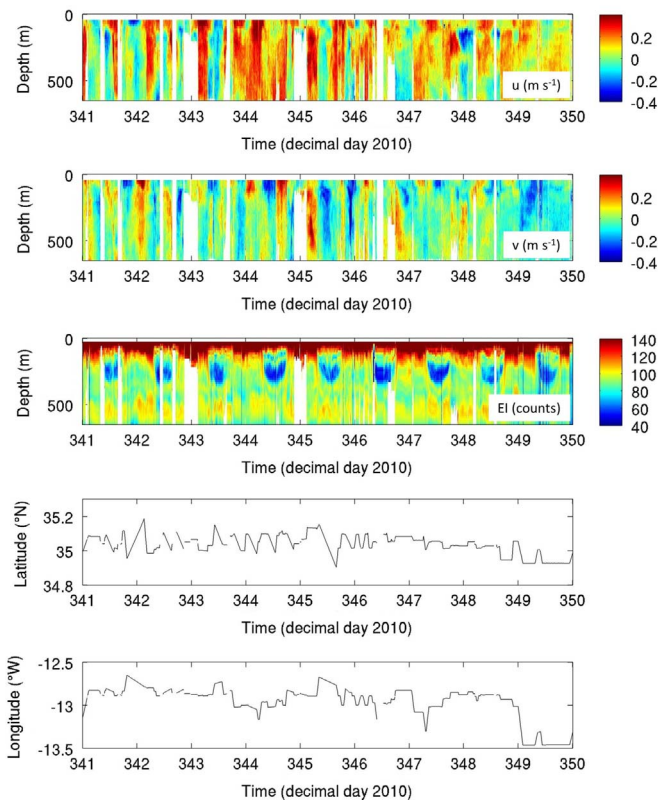 0
500
Depth (m)
u (m s⁻¹)
0.2
0
-0.2
-0.4
341 342 343 344 345 346 347 348 349 350
Time (decimal day 2010)
0
500
Depth (m)
v (m s⁻¹)
0.2
0
-0.2
-0.4
341 342 343 344 345 346 347 348 349 350
Time (decimal day 2010)
0
500
Depth (m)
EI (counts)
140
120
100
80
60
40
341 342 343 344 345 346 347 348 349 350
Time (decimal day 2010)
35.2
35
34.8
Latitude (°N)
341 342 343 344 345 346 347 348 349 350
Time (decimal day 2010)
-12.5
-13
-13.5
Longitude (°W)
341 342 343 344 345 346 347 348 349 350
Time (decimal day 2010)